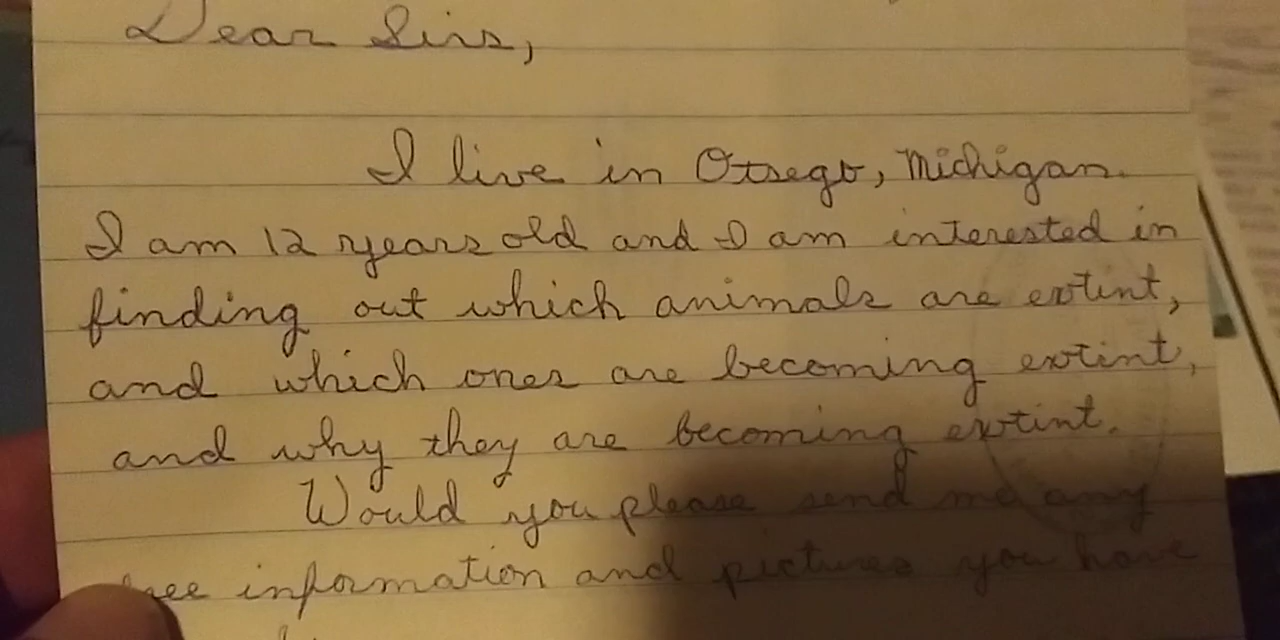 Dear Sirs,
I live in Otsego, Michigan.
I am 12 years old and I am interested in
finding out which animals are extint,
and which ones are becoming extint,
and why they are becoming extint.
Would you please send me any
free information and pictures you have